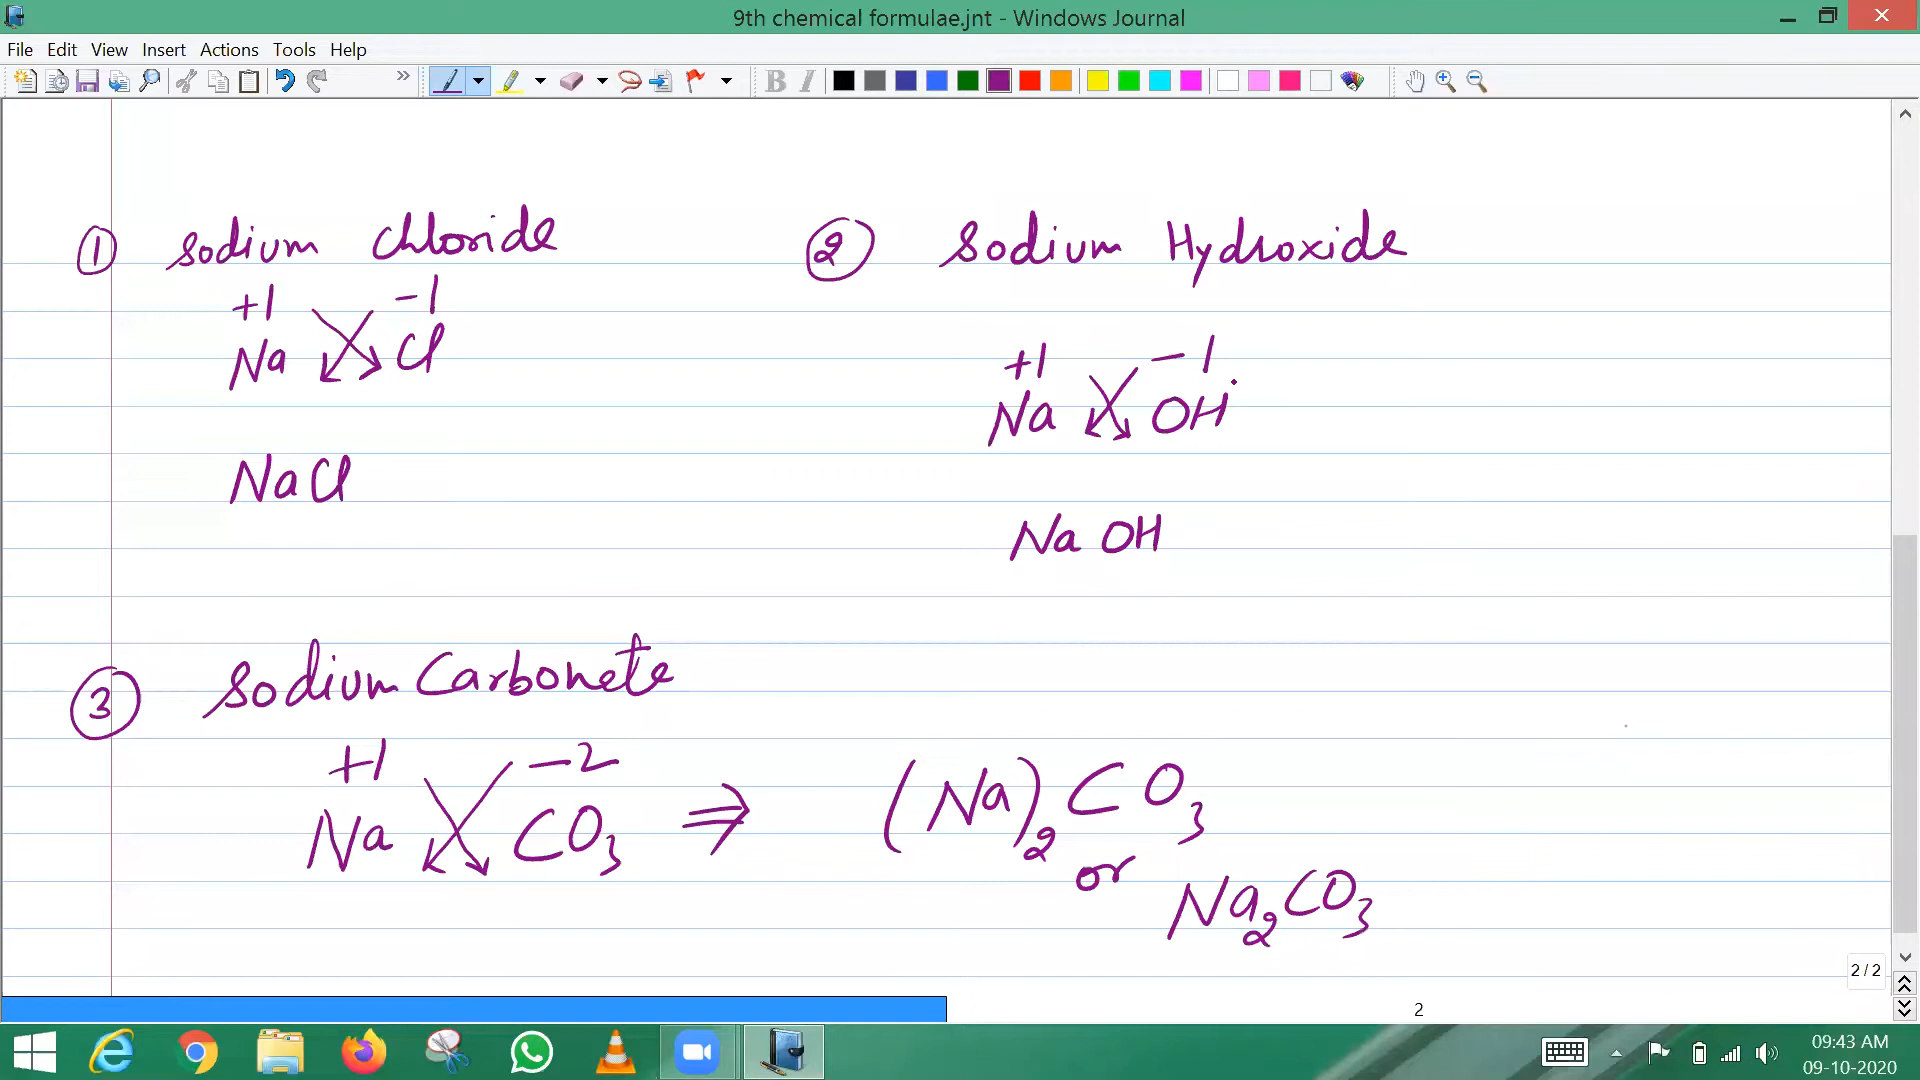 9th chemical formulae.jnt - Windows Journal
File Edit View Insert Actions Tools Help
B I
① Sodium Chloride
+1 -1
Na Cl
NaCl
② Sodium Hydroxide
+1 -1
Na OH
Na OH
③ Sodium Carbonete
+1 -2
Na CO₃ ⇒ (Na)₂ CO₃
or
Na₂CO₃
2 / 2
2
09:43 AM
09-10-2020